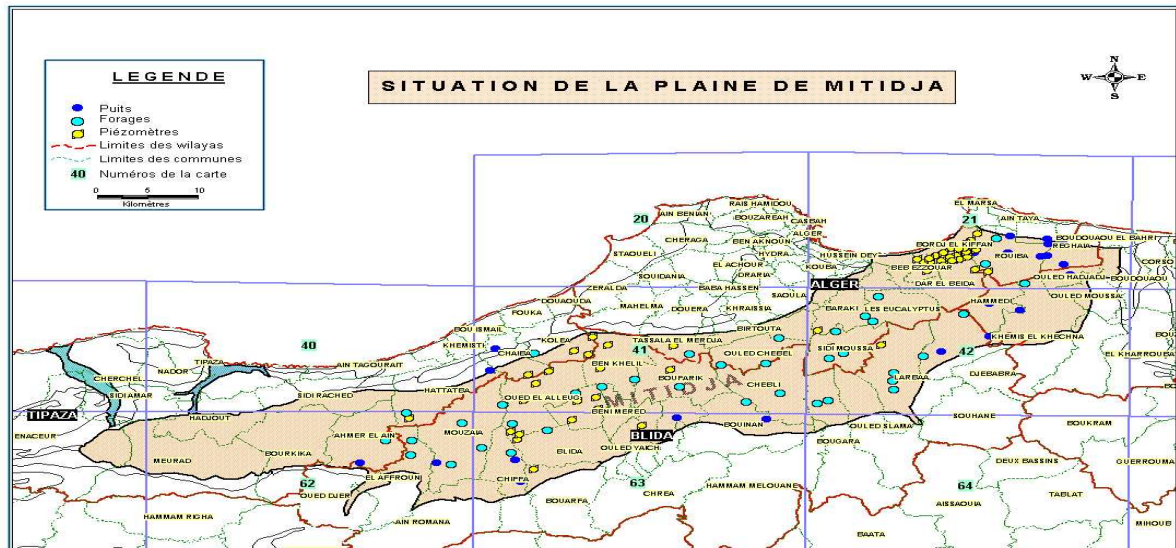 LEGENDE
Puits
Forages
Piézomètres
Limites des wilayas
Limites des communes
40 Numéros de la carte
0 5 10
Kilomètres
SITUATION DE LA PLAINE DE MITIDJA
N
W E
S
20
21
40
41
42
62
63
64
RAIS HAMIDOU
AIN BENIAN
BOUZAREAH
CASBAH
ALGER
CHERAGA
BEN AKNOUN
HYDRA
HUSSEIN DEY
STAOUELI
EL ACHOUR
DRARIA
KOUBA
SOUIDANIA
BABA HASSEN
ZERALDA
MAHELMA
DOUERA
KHRAISSIA
SAOULA
DOUAOUDA
FOUKA
BOU ISMAIL
KHEMISTI
CHAIBA
KOLEA
BIRTOUTA
EL MARSA
AIN TAYA
BORDJ EL KIFFAN
BOUDOUAOU EL BAHRI
REGHAIA
ROUIBA
CORSO
BOUDOUAOU
BEB EZZOUAR
DAR EL BEIDA
OULED HADJADJ
OULED MOUSSA
HAMMEDI
KHEMIS EL KHECHNA
ALGER
BARAKI
LES EUCALYPTUS
SIDI MOUSSA
LARBAA
DJEBABRA
EL KHARROUBA
SOUHANE
BOUKRAM
TASSALA EL MERDJA
OULED CHEBEL
BEN KHELIL
BOUFARIK
CHEBLI
MITIDJA
OUED EL ALLEUG
BENI MERED
BOUINAN
BOUGARA
OULED SLAMA
BLIDA
BLIDA
OULED YAICH
MOUZAIA
CHIFFA
AIN TAGOURAIT
TIPAZA
NADOR
CHERCHEL
SIDI AMAR
TIPAZA
HADJOUT
SIDI RACHED
HATTATBA
AHMER EL AIN
BOURKIKA
MEURAD
EL AFFROUN
OUED DJER
HAMMAM RIGHA
AIN ROMANA
BOUARFA
CHREA
HAMMAM MELOUANE
DEUX BASSINS
GUERROUMA
AISSAOUIA
TABLAT
MIHOUB
BAATA
ENACEUR